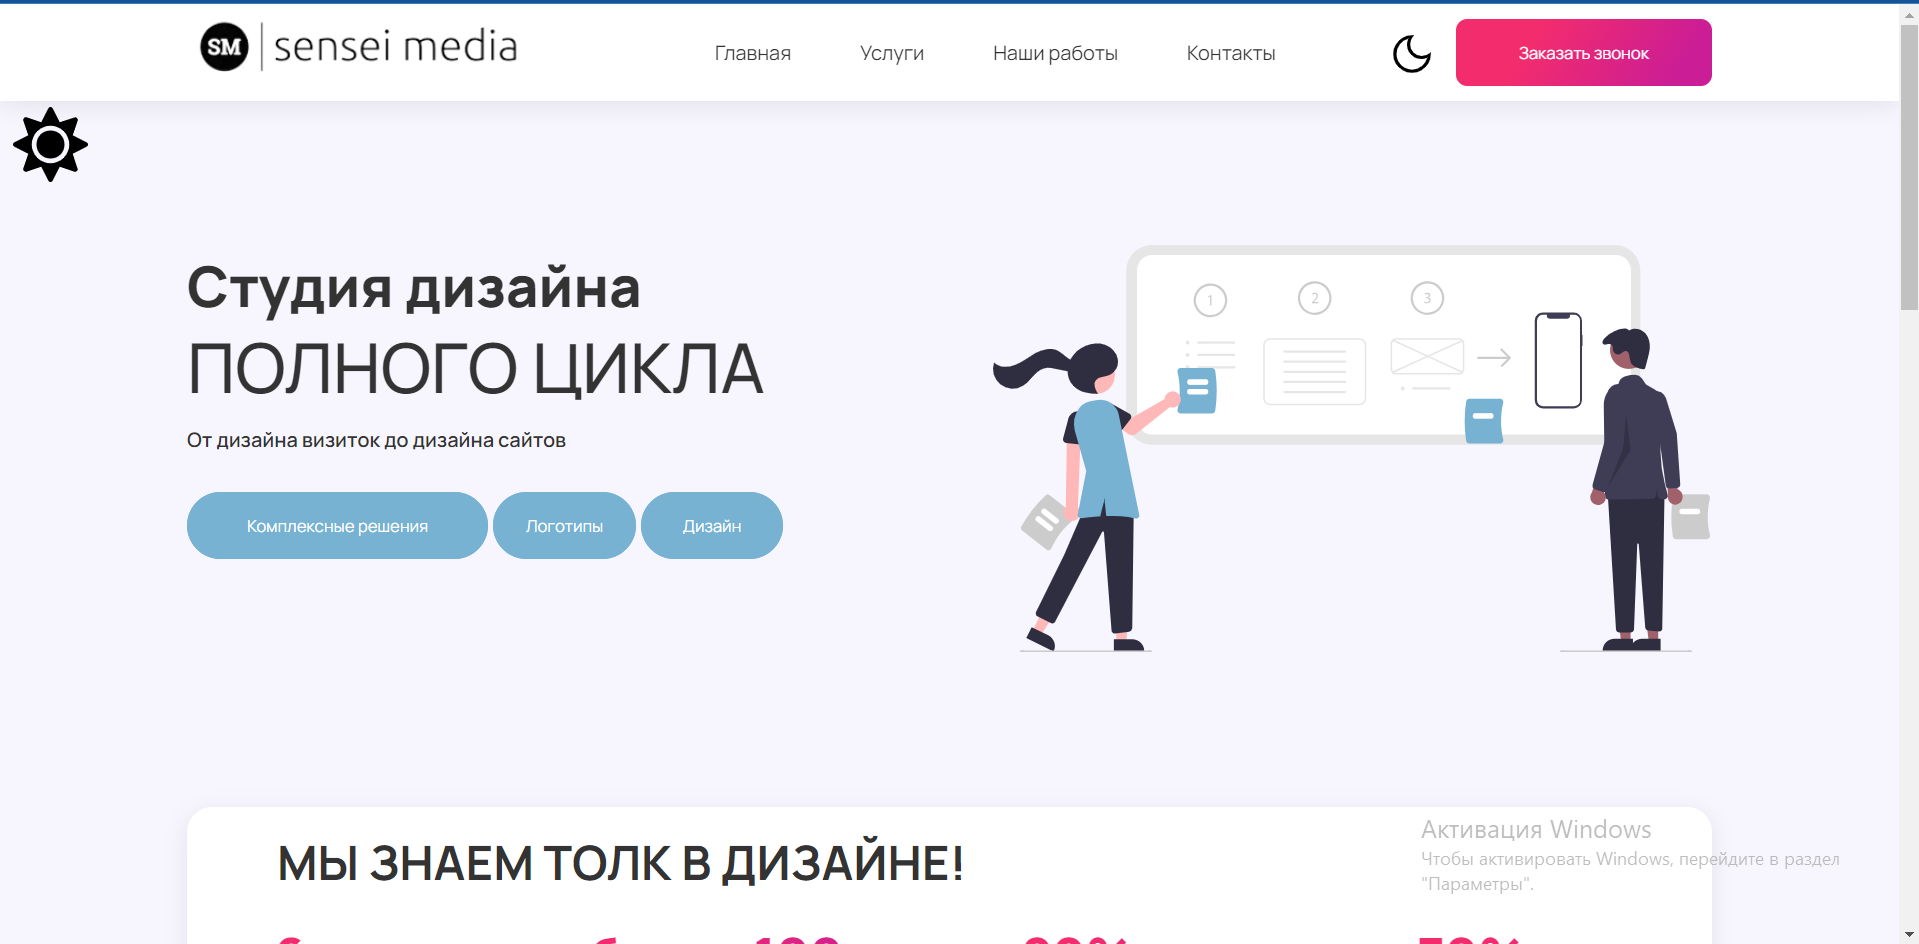 SM sensei media
Главная Услуги Наши работы Контакты Заказать звонок
Студия дизайна
ПОЛНОГО ЦИКЛА
От дизайна визиток до дизайна сайтов
Комплексные решения Логотипы Дизайн
1 2 3
МЫ ЗНАЕМ ТОЛК В ДИЗАЙНЕ!
Активация Windows
Чтобы активировать Windows, перейдите в раздел
"Параметры".